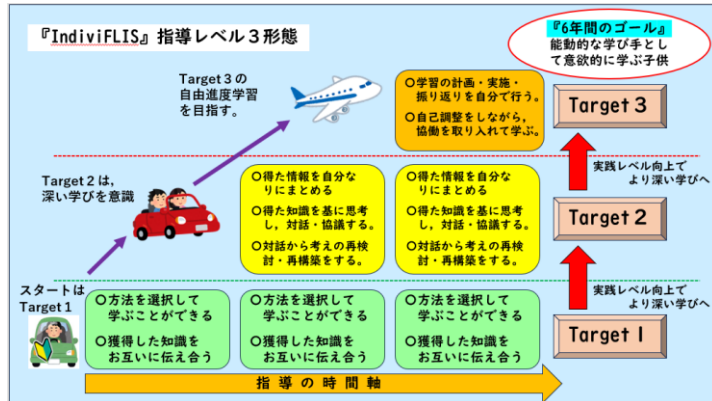 『IndiviFLIS』指導レベル3形態
『6年間のゴール』
能動的な学び手とし
て意欲的に学ぶ子供
Target3の
自由進度学習
を目指す。
〇学習の計画・実施・
振り返りを自分で行う。
〇自己調整をしながら,
協働を取り入れて学ぶ。
Target 3
実践レベル向上で
より深い学びへ
Target2は,
深い学びを意識
〇得た情報を自分な
りにまとめる
〇得た知識を基に思考
し,対話・協議する。
〇対話から考えの再検
討・再構築をする。
〇得た情報を自分な
りにまとめる
〇得た知識を基に思考
し,対話・協議する。
〇対話から考えの再検
討・再構築をする。
Target 2
実践レベル向上で
より深い学びへ
スタートは
Target1
〇方法を選択して
学ぶことができる
〇獲得した知識を
お互いに伝え合う
〇方法を選択して
学ぶことができる
〇獲得した知識を
お互いに伝え合う
〇方法を選択して
学ぶことができる
〇獲得した知識を
お互いに伝え合う
Target 1
指導の時間軸